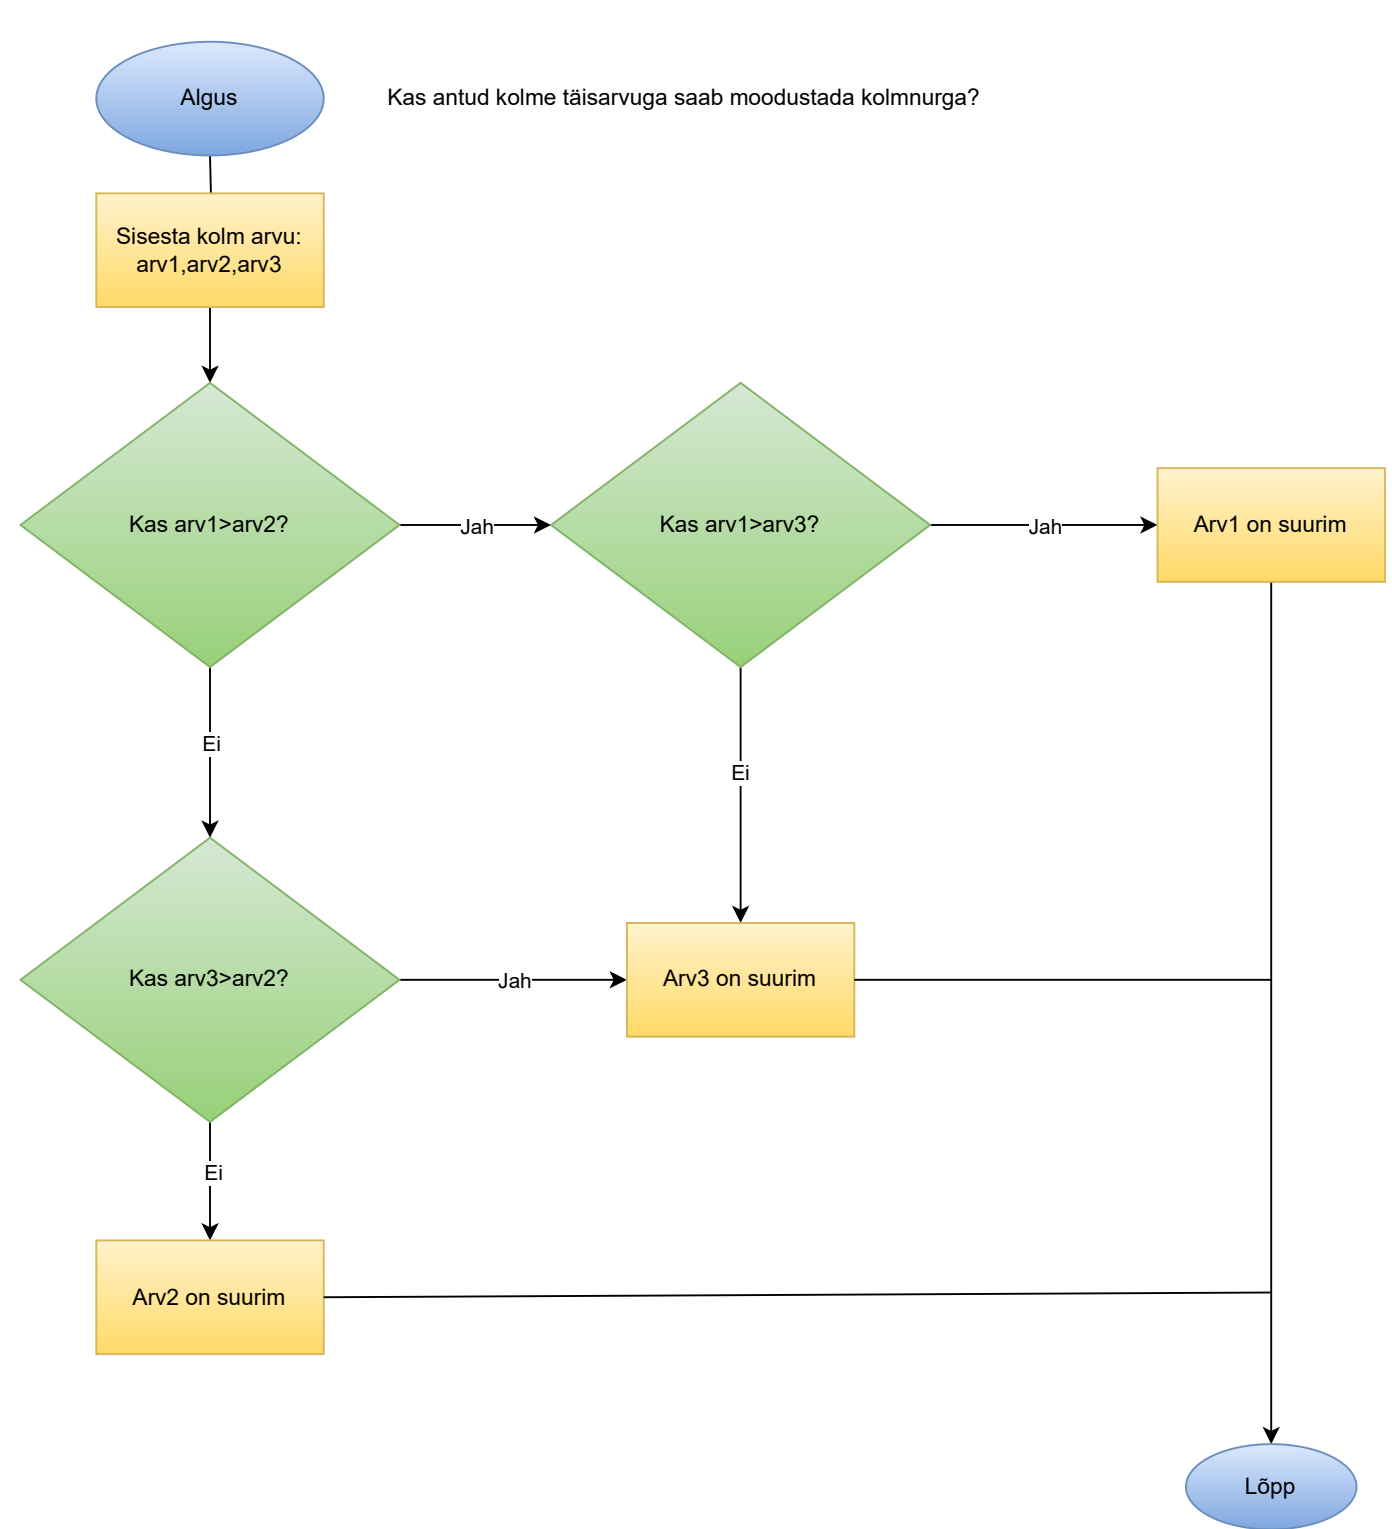 Algus
Kas antud kolme täisarvuga saab moodustada kolmnurga?
Sisesta kolm arvu:
arv1,arv2,arv3
Kas arv1>arv2?
Jah
Kas arv1>arv3?
Jah
Arv1 on suurim
Ei
Ei
Kas arv3>arv2?
Jah
Arv3 on suurim
Ei
Arv2 on suurim
Lõpp